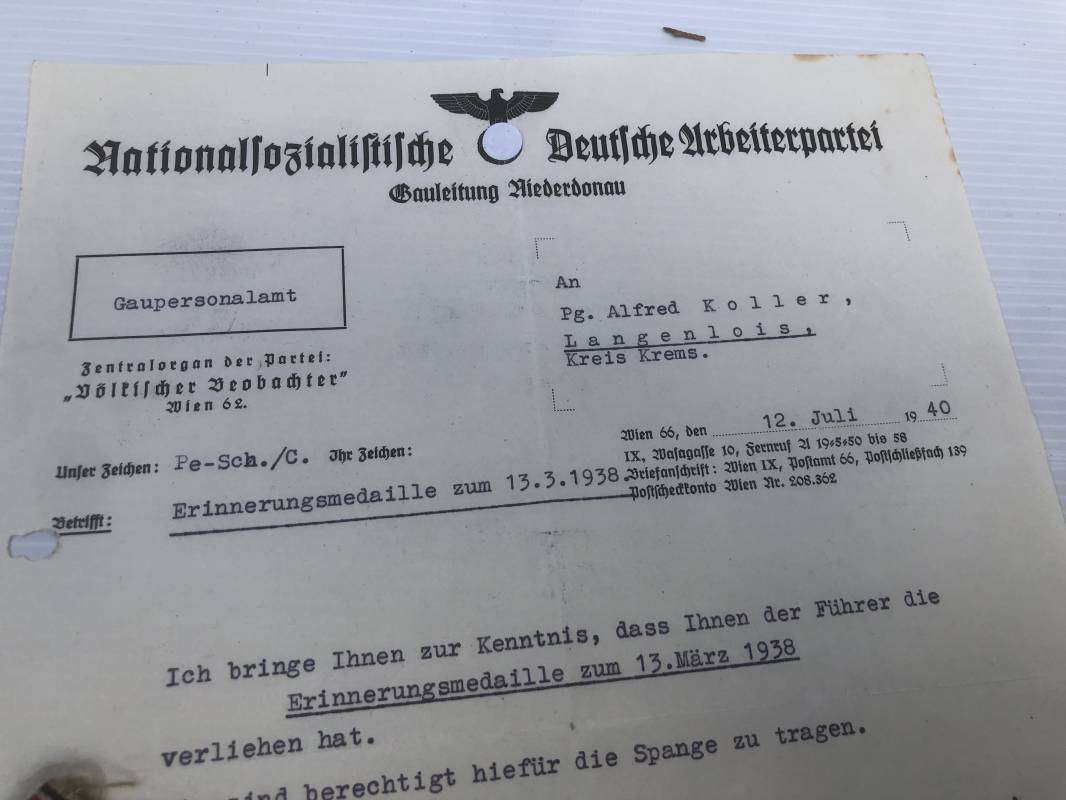 Nationalsozialistische Deutsche Arbeiterpartei
Gauleitung Niederdonau
Gaupersonalamt
Zentralorgan der Partei:
„Völkischer Beobachter"
Wien 62.
An
Pg. Alfred Koller,
Langenlois,
Kreis Krems.
Wien 66, den 12. Juli 1940
IX, Wasagasse 10, Fernruf A 19-5-50 bis 58
Briefanschrift: Wien IX, Postamt 66, Postschließfach 139
Postscheckkonto Wien Nr. 208.362
Unser Zeichen: Pe-Sch./C. Ihr Zeichen:
Betrifft: Erinnerungsmedaille zum 13.3.1938.
Ich bringe Ihnen zur Kenntnis, dass Ihnen der Führer die
Erinnerungsmedaille zum 13.März 1938
verliehen hat.
sind berechtigt hiefür die Spange zu tragen.